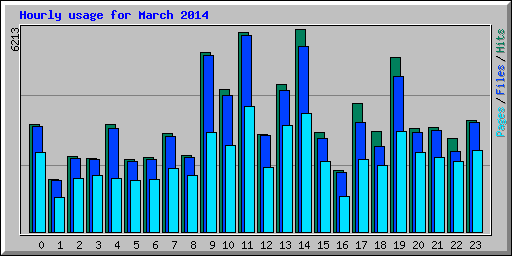 Hourly usage for March 2014
6213
Pages/Files/Hits
0 1 2 3 4 5 6 7 8 9 10 11 12 13 14 15 16 17 18 19 20 21 22 23